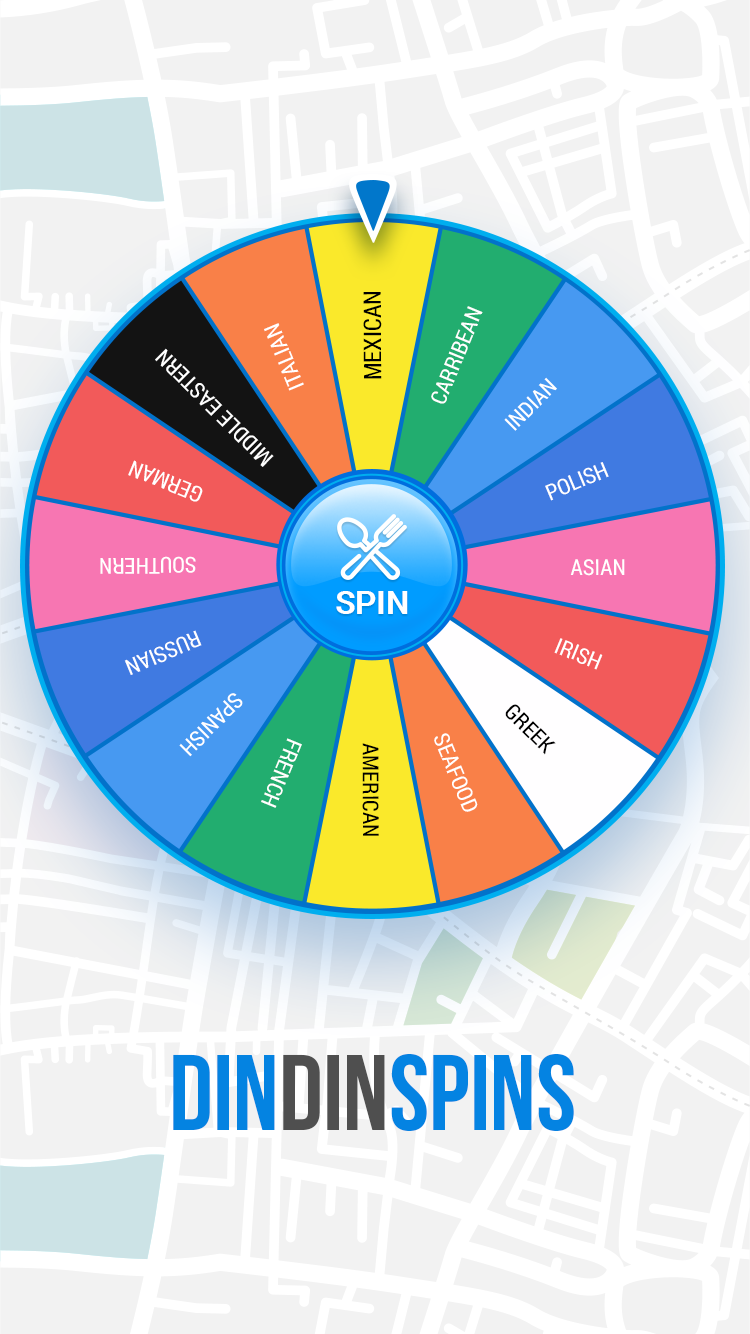 MEXICAN
CARRIBEAN
INDIAN
POLISH
ASIAN
IRISH
GREEK
SEAFOOD
AMERICAN
FRENCH
SPANISH
RUSSIAN
SOUTHERN
GERMAN
MIDDLE EASTERN
ITALIAN
SPIN
DINDINSPINS